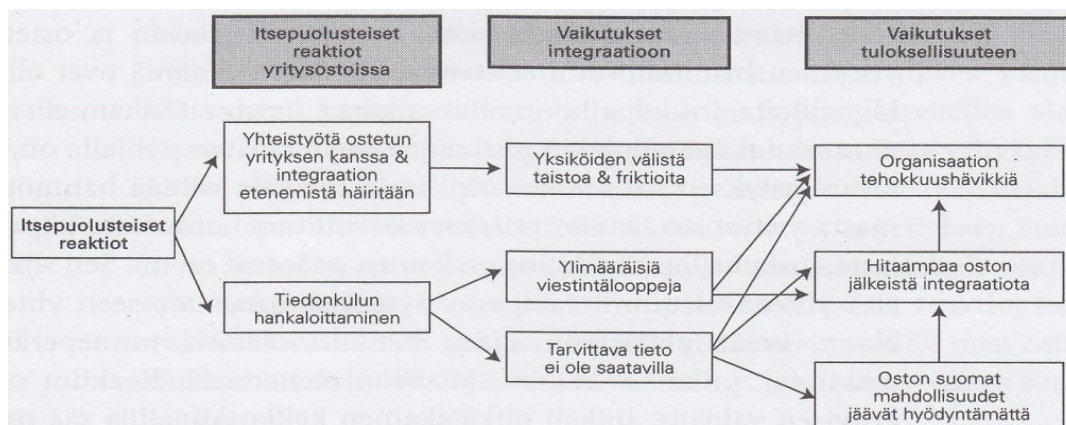 Itsepuolusteiset
reaktiot
yritysostoissa
Vaikutukset
integraatioon
Vaikutukset
tuloksellisuuteen
Itsepuolusteiset
reaktiot
Yhteistyötä ostetun
yrityksen kanssa &
integraation
etenemistä häiritään
Tiedonkulun
hankaloittaminen
Yksiköiden välistä
taistoa & friktioita
Ylimääräisiä
viestintälooppeja
Tarvittava tieto
ei ole saatavilla
Organisaation
tehokkuushävikkiä
Hitaampaa oston
jälkeistä integraatiota
Oston suomat
mahdollisuudet
jäävät hyödyntämättä